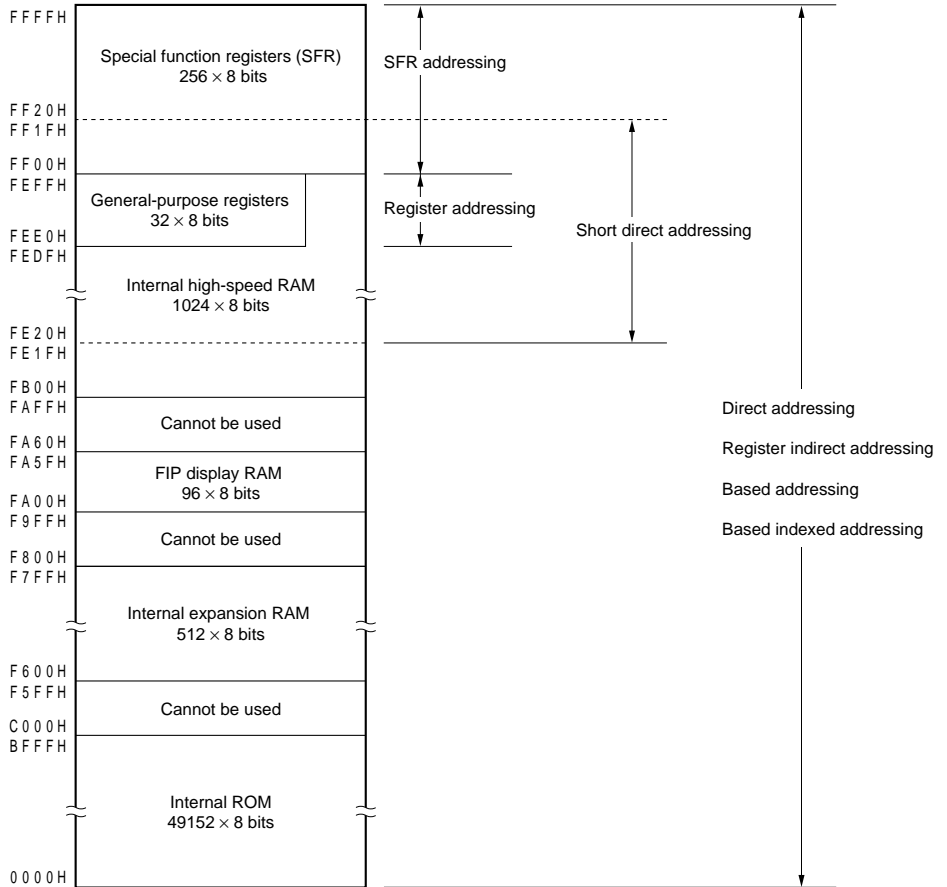 FFFFH
Special function registers (SFR)
256 × 8 bits
SFR addressing
FF20H
FF1FH
FF00H
FEFFH
General-purpose registers
32 × 8 bits
Register addressing
Short direct addressing
FEE0H
FEDFH
Internal high-speed RAM
1024 × 8 bits
FE20H
FE1FH
FB00H
FAFFH
Cannot be used
FA60H
FA5FH
FIP display RAM
96 × 8 bits
FA00H
F9FFH
Cannot be used
F800H
F7FFH
Internal expansion RAM
512 × 8 bits
F600H
F5FFH
Cannot be used
C000H
BFFFH
Internal ROM
49152 × 8 bits
0000H
Direct addressing
Register indirect addressing
Based addressing
Based indexed addressing